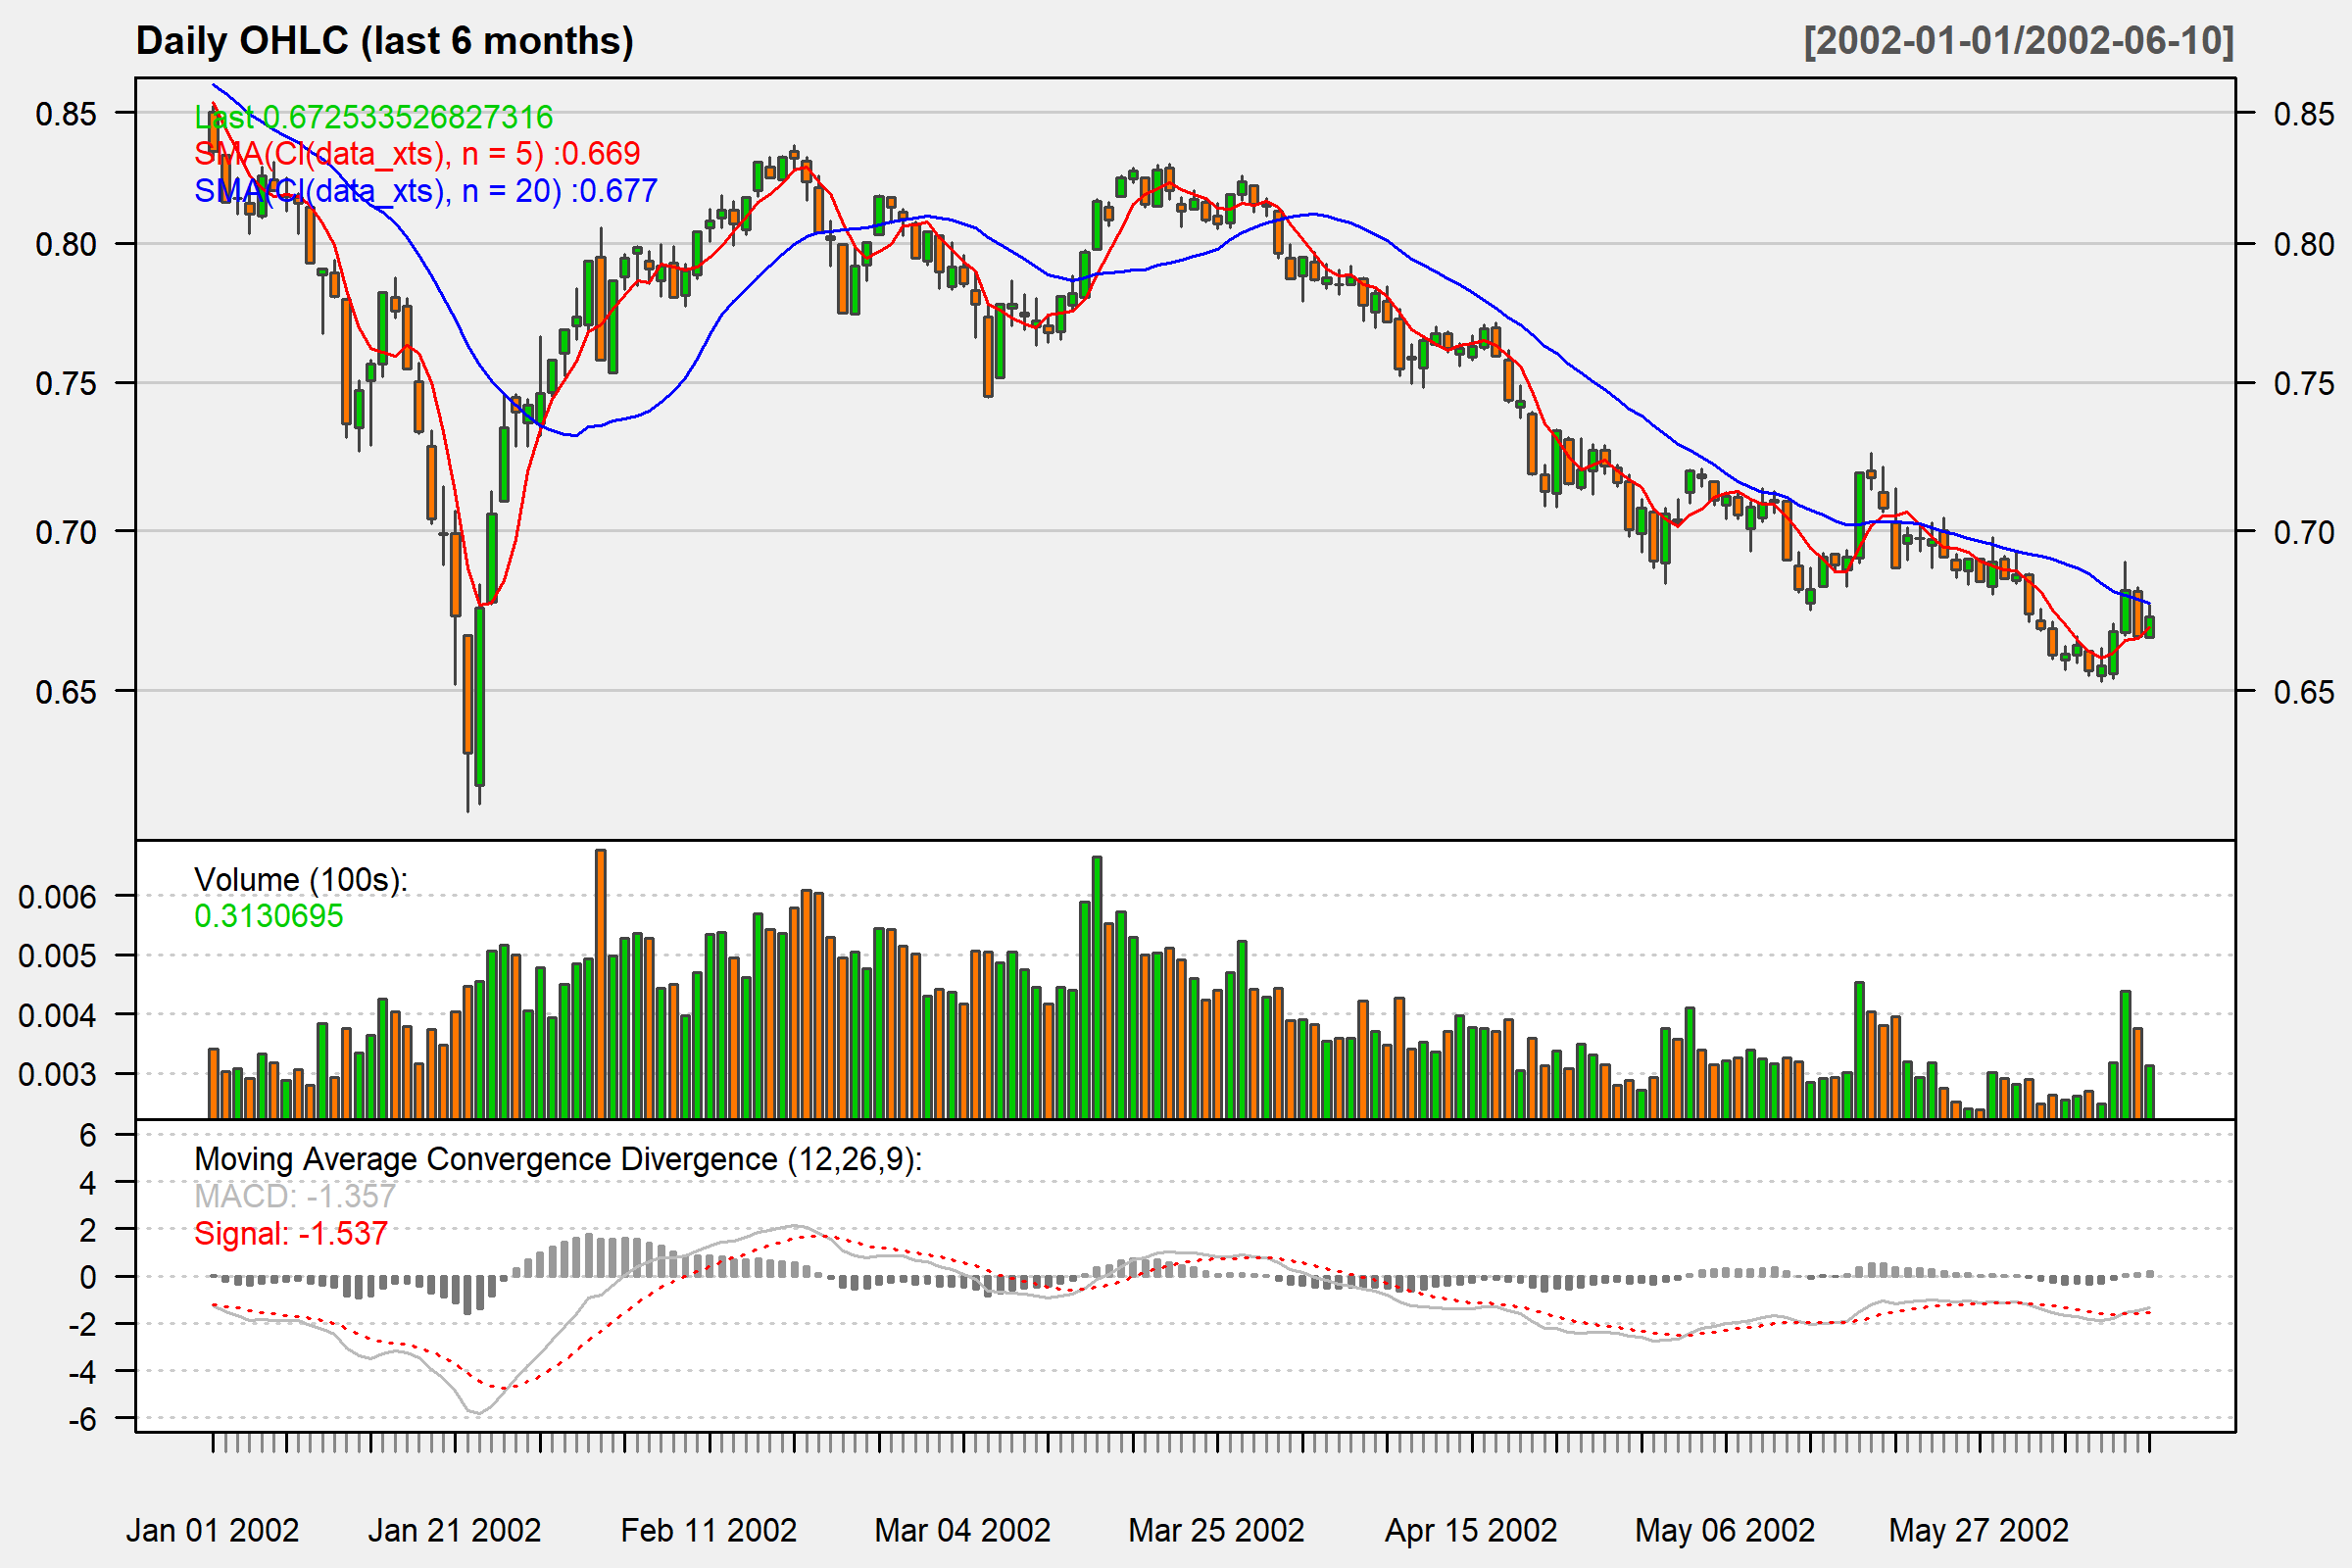 Daily OHLC (last 6 months)
[2002-01-01/2002-06-10]
Last 0.672533526827316
SMA(Cl(data_xts), n = 5) :0.669
SMA(Cl(data_xts), n = 20) :0.677
0.85
0.80
0.75
0.70
0.65
0.85
0.80
0.75
0.70
0.65
Volume (100s):
0.3130695
0.006
0.005
0.004
0.003
Moving Average Convergence Divergence (12,26,9):
MACD: -1.357
Signal: -1.537
6
4
2
0
-2
-4
-6
Jan 01 2002
Jan 21 2002
Feb 11 2002
Mar 04 2002
Mar 25 2002
Apr 15 2002
May 06 2002
May 27 2002